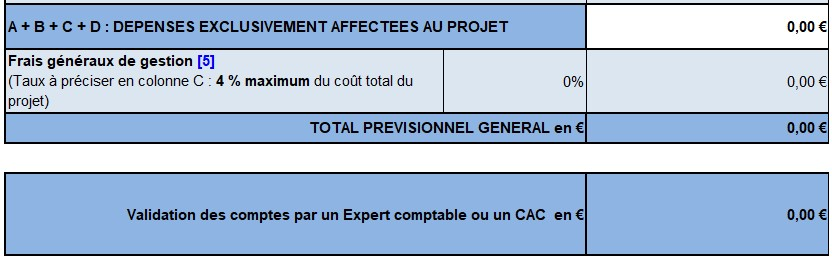 A + B + C + D : DEPENSES EXCLUSIVEMENT AFFECTEES AU PROJET 0,00 €
Frais généraux de gestion [5]
(Taux à préciser en colonne C : 4 % maximum du coût total du
projet)
0% 0,00 €
TOTAL PREVISIONNEL GENERAL en € 0,00 €
Validation des comptes par un Expert comptable ou un CAC en € 0,00 €